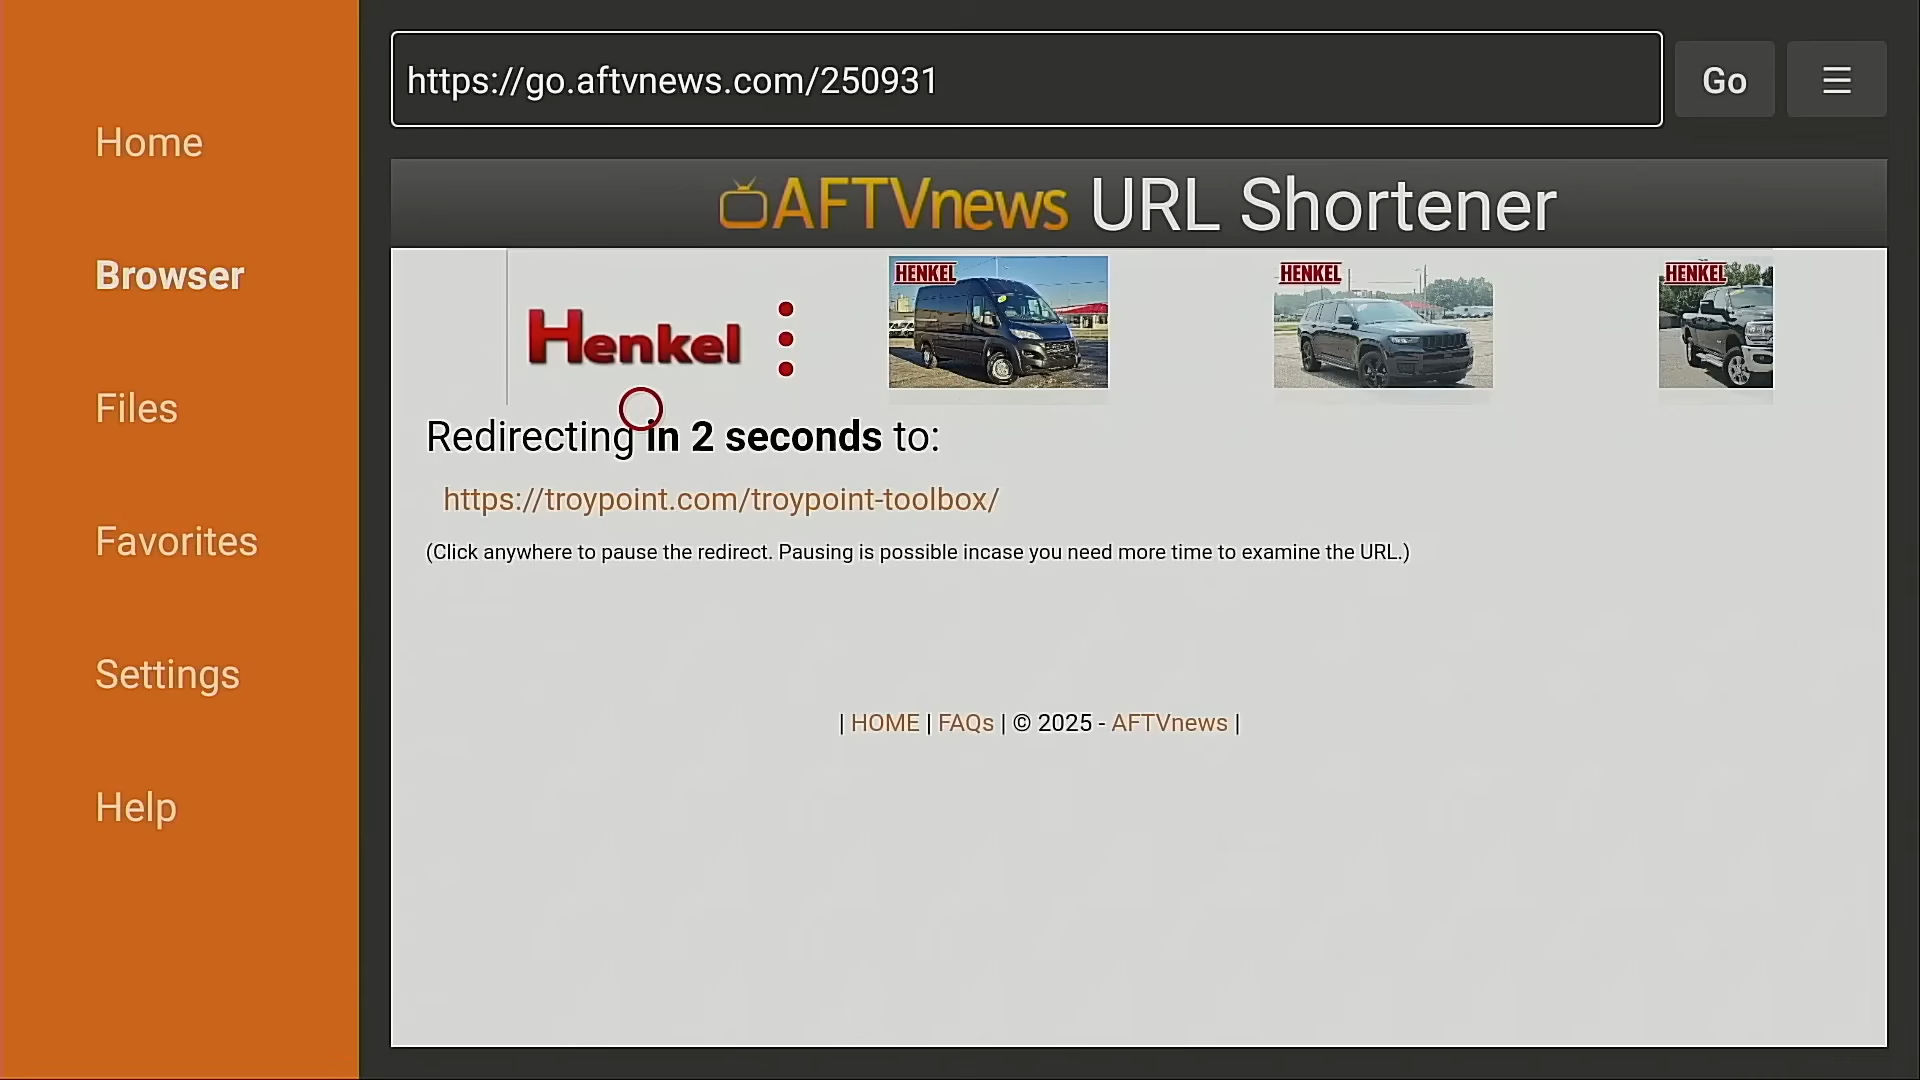 Home
Browser
Files
Favorites
Settings
Help
https://go.aftvnews.com/250931
Go
AFTVnews URL Shortener
Henkel
HENKEL
HENKEL
HENKEL
Redirecting in 2 seconds to:
https://troypoint.com/troypoint-toolbox/
(Click anywhere to pause the redirect. Pausing is possible incase you need more time to examine the URL.)
| HOME | FAQs | © 2025 - AFTVnews |